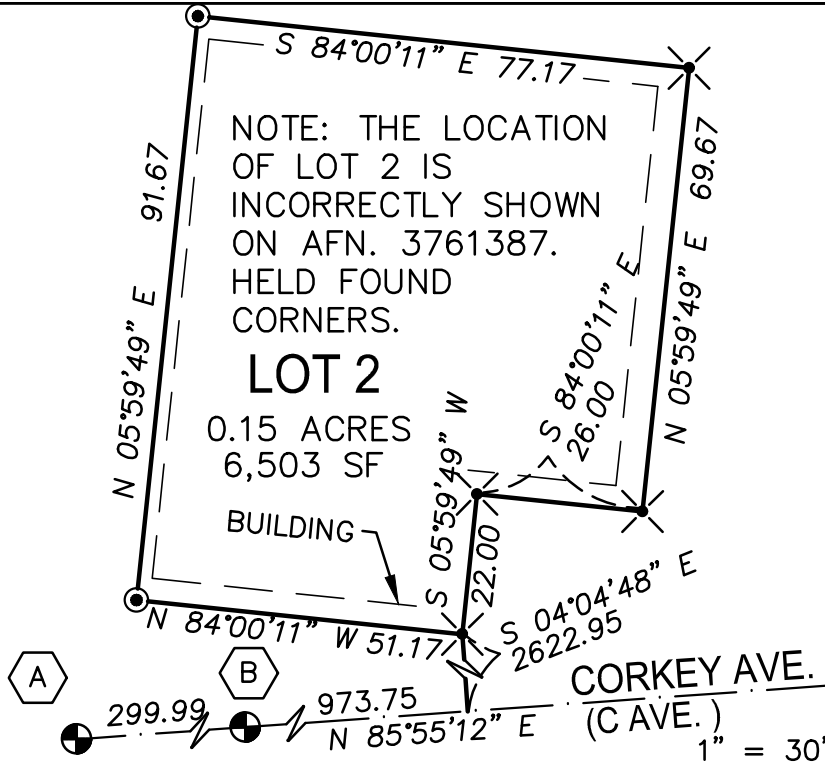 S 84°00'11" E 77.17
NOTE: THE LOCATION
OF LOT 2 IS
INCORRECTLY SHOWN
ON AFN. 3761387.
HELD FOUND
CORNERS.
LOT 2
0.15 ACRES
6,503 SF
BUILDING
N 05°59'49" E 91.67
N 05°59'49" E 69.67
S 84°00'11" E
26.00
S 05°59'49" W
22.00
N 84°00'11" W 51.17
S 04°04'48" E
2622.95
A
B
299.99
973.75
N 85°55'12" E
CORKEY AVE.
(C AVE. )
1" = 30'